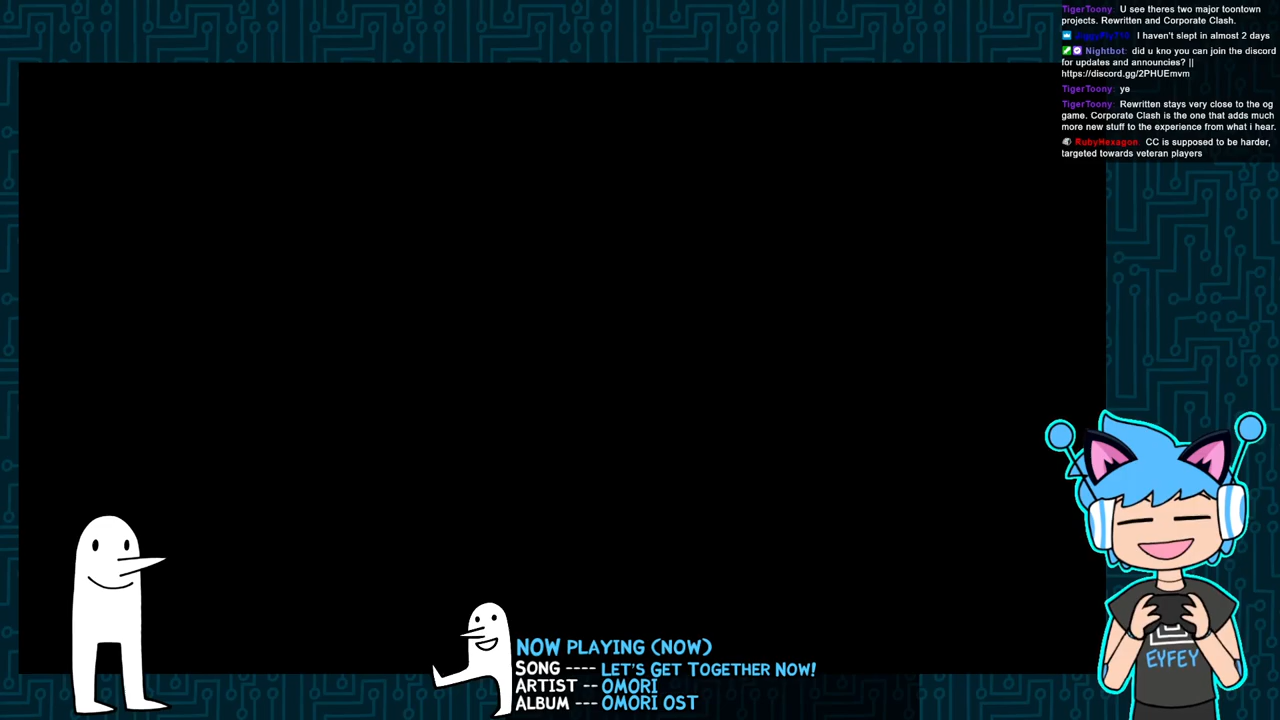 TigerToony: U see theres two major toontown
projects. Rewritten and Corporate Clash.
I haven't slept in almost 2 days
Nightbot: did u kno you can join the discord
for updates and announcies? ||
https://discord.gg/2PHUEmvm
TigerToony: ye
TigerToony: Rewritten stays very close to the og
game. Corporate Clash is the one that adds much
more new stuff to the experience from what i hear.
RubyHexagon: CC is supposed to be harder,
targeted towards veteran players
EYFEY
NOW PLAYING (NOW)
SONG ---- LET'S GET TOGETHER NOW!
ARTIST -- OMORI
ALBUM --- OMORI OST